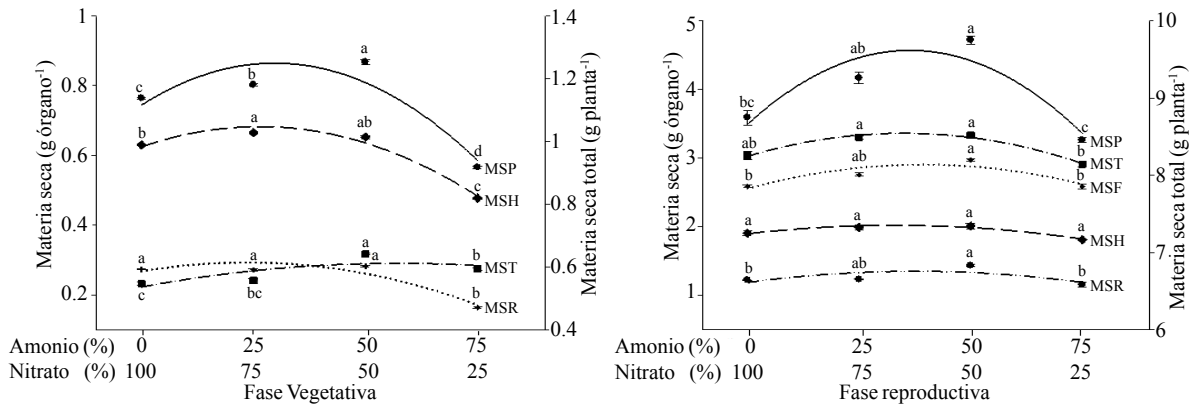 1
0.8
0.6
0.4
0.2
Materia seca (g órgano-1)
1.4
1.2
1
0.8
0.6
0.4
Materia seca total (g planta-1)
c
b
a
d
MSP
b
a
ab
c
MSH
a
a
a
b
MSR
c
bc
a
b
MST
Amonio (%) 0 25 50 75
Nitrato (%) 100 75 50 25
Fase Vegetativa
5
4
3
2
1
Materia seca (g órgano-1)
10
9
8
7
6
Materia seca total (g planta-1)
bc
ab
a
c
MSP
ab
a
a
b
MST
b
ab
a
b
MSF
a
a
a
a
MSH
b
ab
a
b
MSR
Amonio (%) 0 25 50 75
Nitrato (%) 100 75 50 25
Fase reproductiva